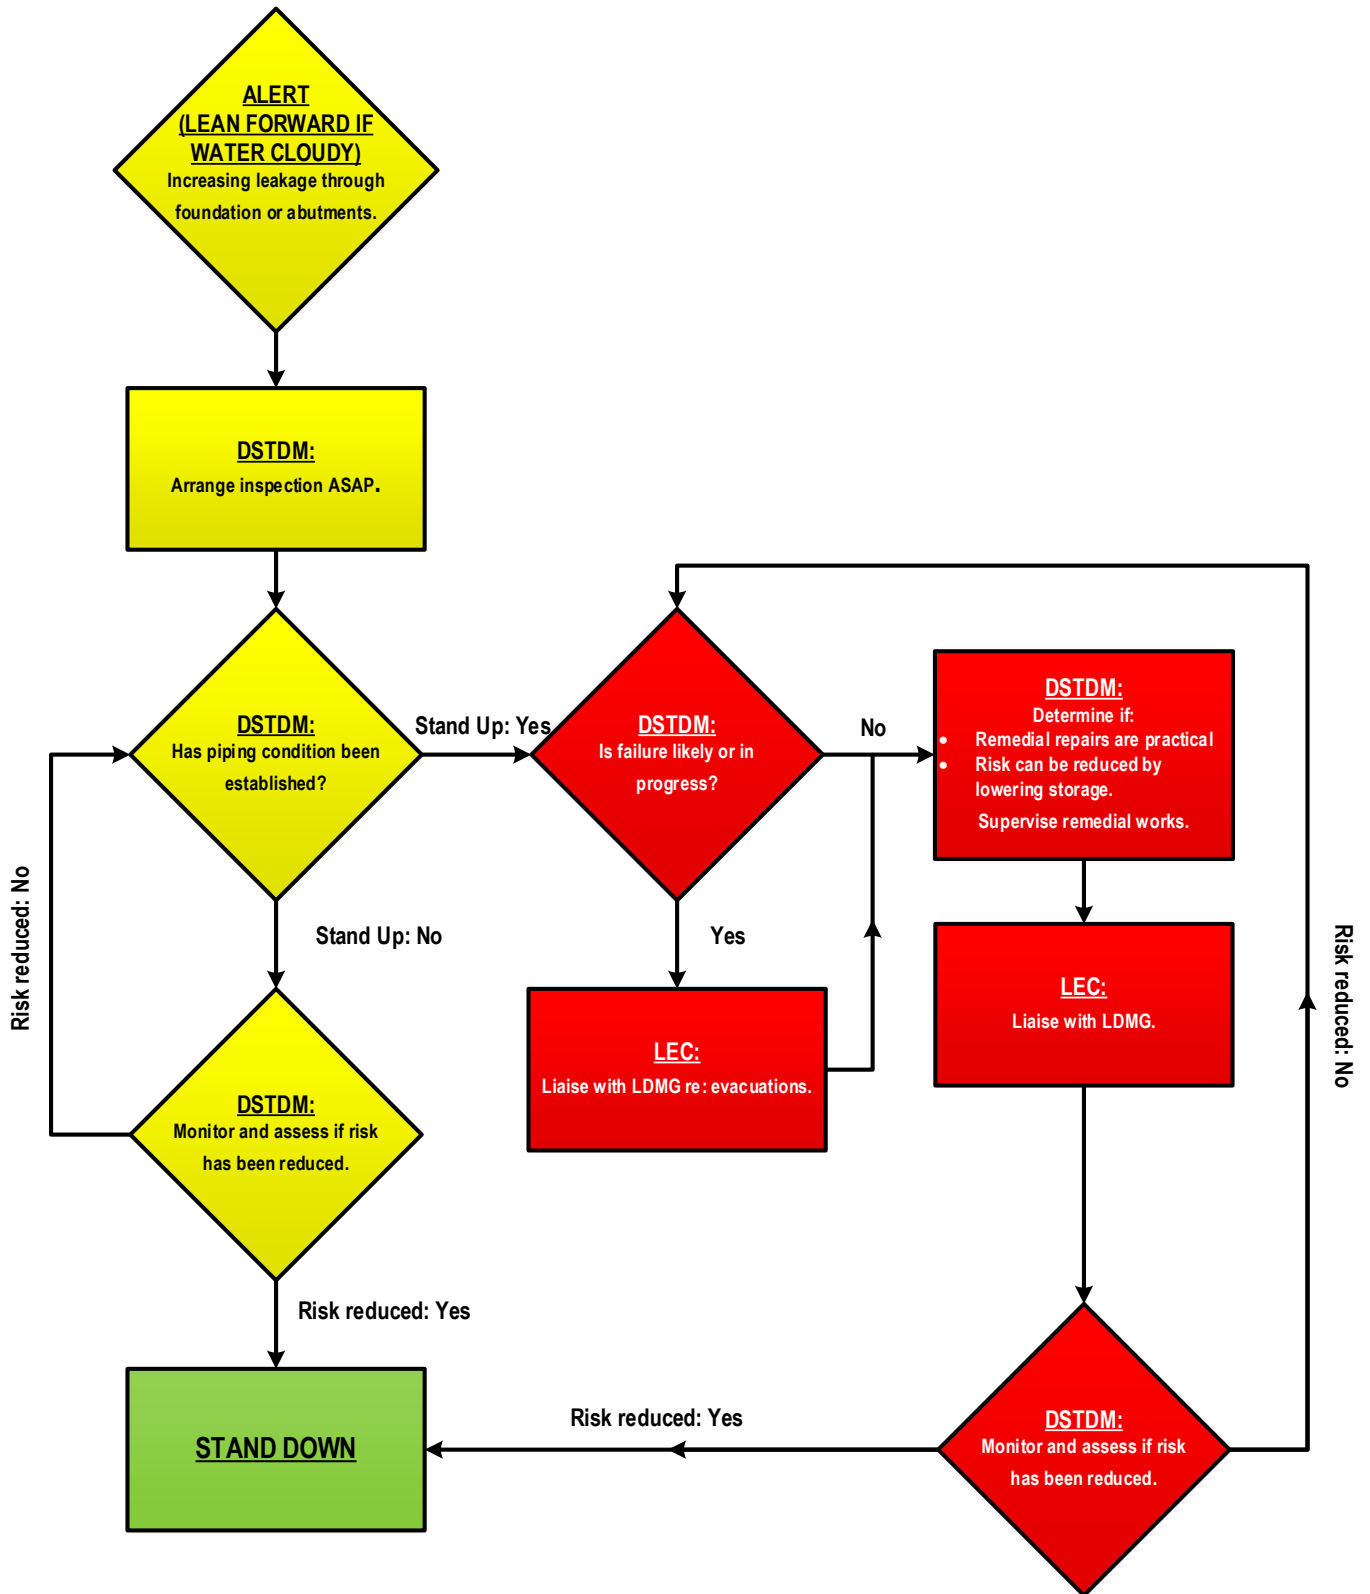 ALERT
(LEAN FORWARD IF
WATER CLOUDY)
Increasing leakage through
foundation or abutments.
DSTDM:
Arrange inspection ASAP.
DSTDM:
Has piping condition been
established?
Stand Up: Yes
DSTDM:
Is failure likely or in
progress?
No
DSTDM:
Determine if:
• Remedial repairs are practical
• Risk can be reduced by
lowering storage.
Supervise remedial works.
Risk reduced: No
Stand Up: No
Yes
LEC:
Liaise with LDMG re: evacuations.
LEC:
Liaise with LDMG.
Risk reduced: No
DSTDM:
Monitor and assess if risk
has been reduced.
Risk reduced: Yes
STAND DOWN
Risk reduced: Yes
DSTDM:
Monitor and assess if risk
has been reduced.